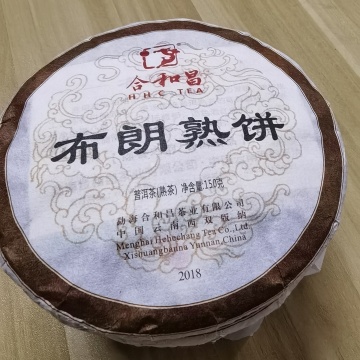 合和昌
HHC TEA
布朗熟饼
普洱茶(熟茶) 净含量:150克
勐海合和昌茶业有限公司
中国云南西双版纳
Menghai Hehechang Tea Co., Ltd.
Xishuangbanna Yunnan, China
2018